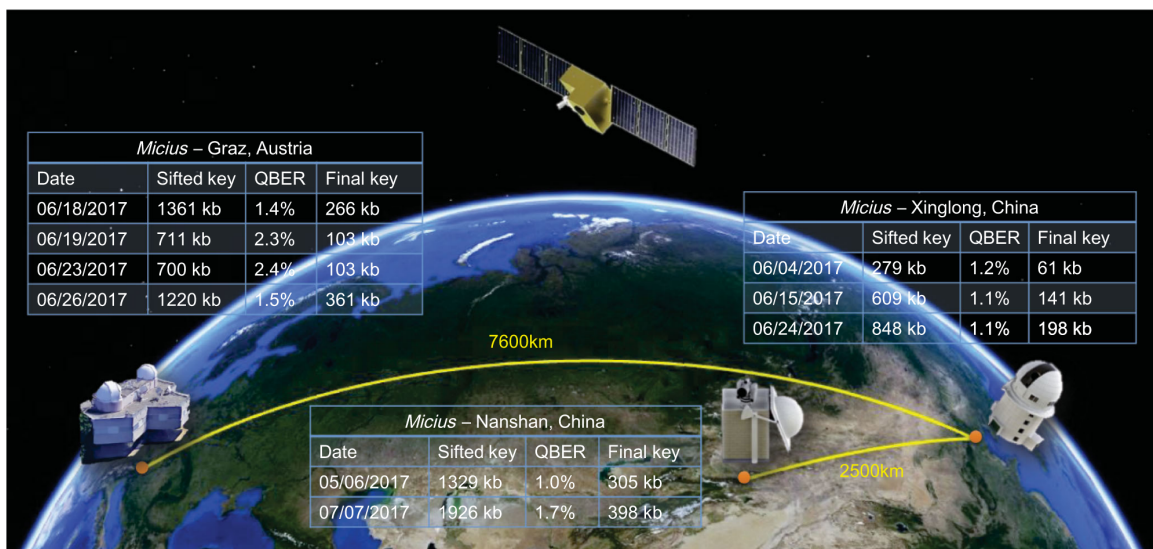 Micius – Graz, Austria
Date Sifted key QBER Final key
06/18/2017 1361 kb 1.4% 266 kb
06/19/2017 711 kb 2.3% 103 kb
06/23/2017 700 kb 2.4% 103 kb
06/26/2017 1220 kb 1.5% 361 kb
Micius – Xinglong, China
Date Sifted key QBER Final key
06/04/2017 279 kb 1.2% 61 kb
06/15/2017 609 kb 1.1% 141 kb
06/24/2017 848 kb 1.1% 198 kb
7600km
Micius – Nanshan, China
Date Sifted key QBER Final key
05/06/2017 1329 kb 1.0% 305 kb
07/07/2017 1926 kb 1.7% 398 kb
2500km